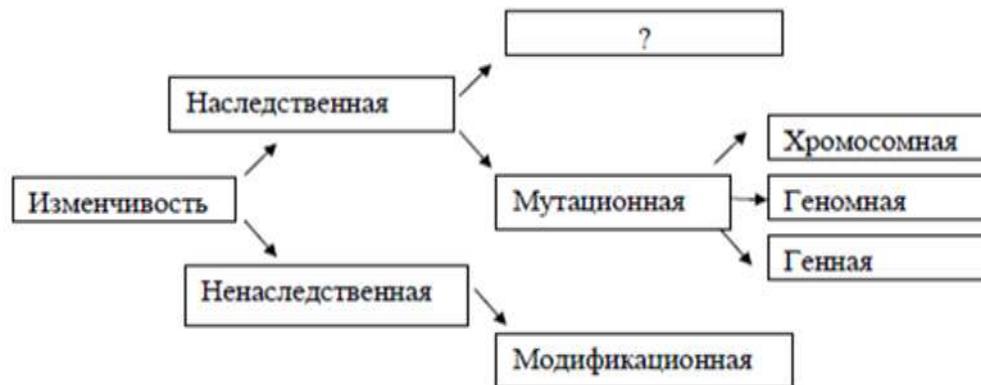 ?
Наследственная
Хромосомная
Изменчивость
Мутационная
Геномная
Генная
Ненаследственная
Модификационная